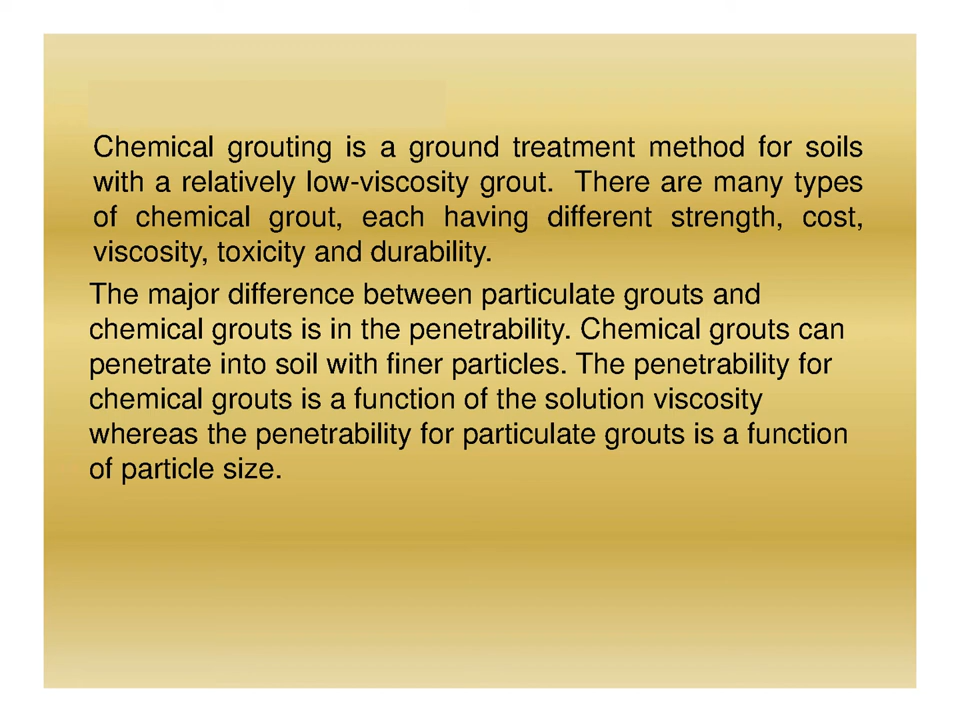 Chemical grouting is a ground treatment method for soils
with a relatively low-viscosity grout.  There are many types
of chemical grout, each having different strength, cost,
viscosity, toxicity and durability.
The major difference between particulate grouts and
chemical grouts is in the penetrability. Chemical grouts can
penetrate into soil with finer particles. The penetrability for
chemical grouts is a function of the solution viscosity
whereas the penetrability for particulate grouts is a function
of particle size.